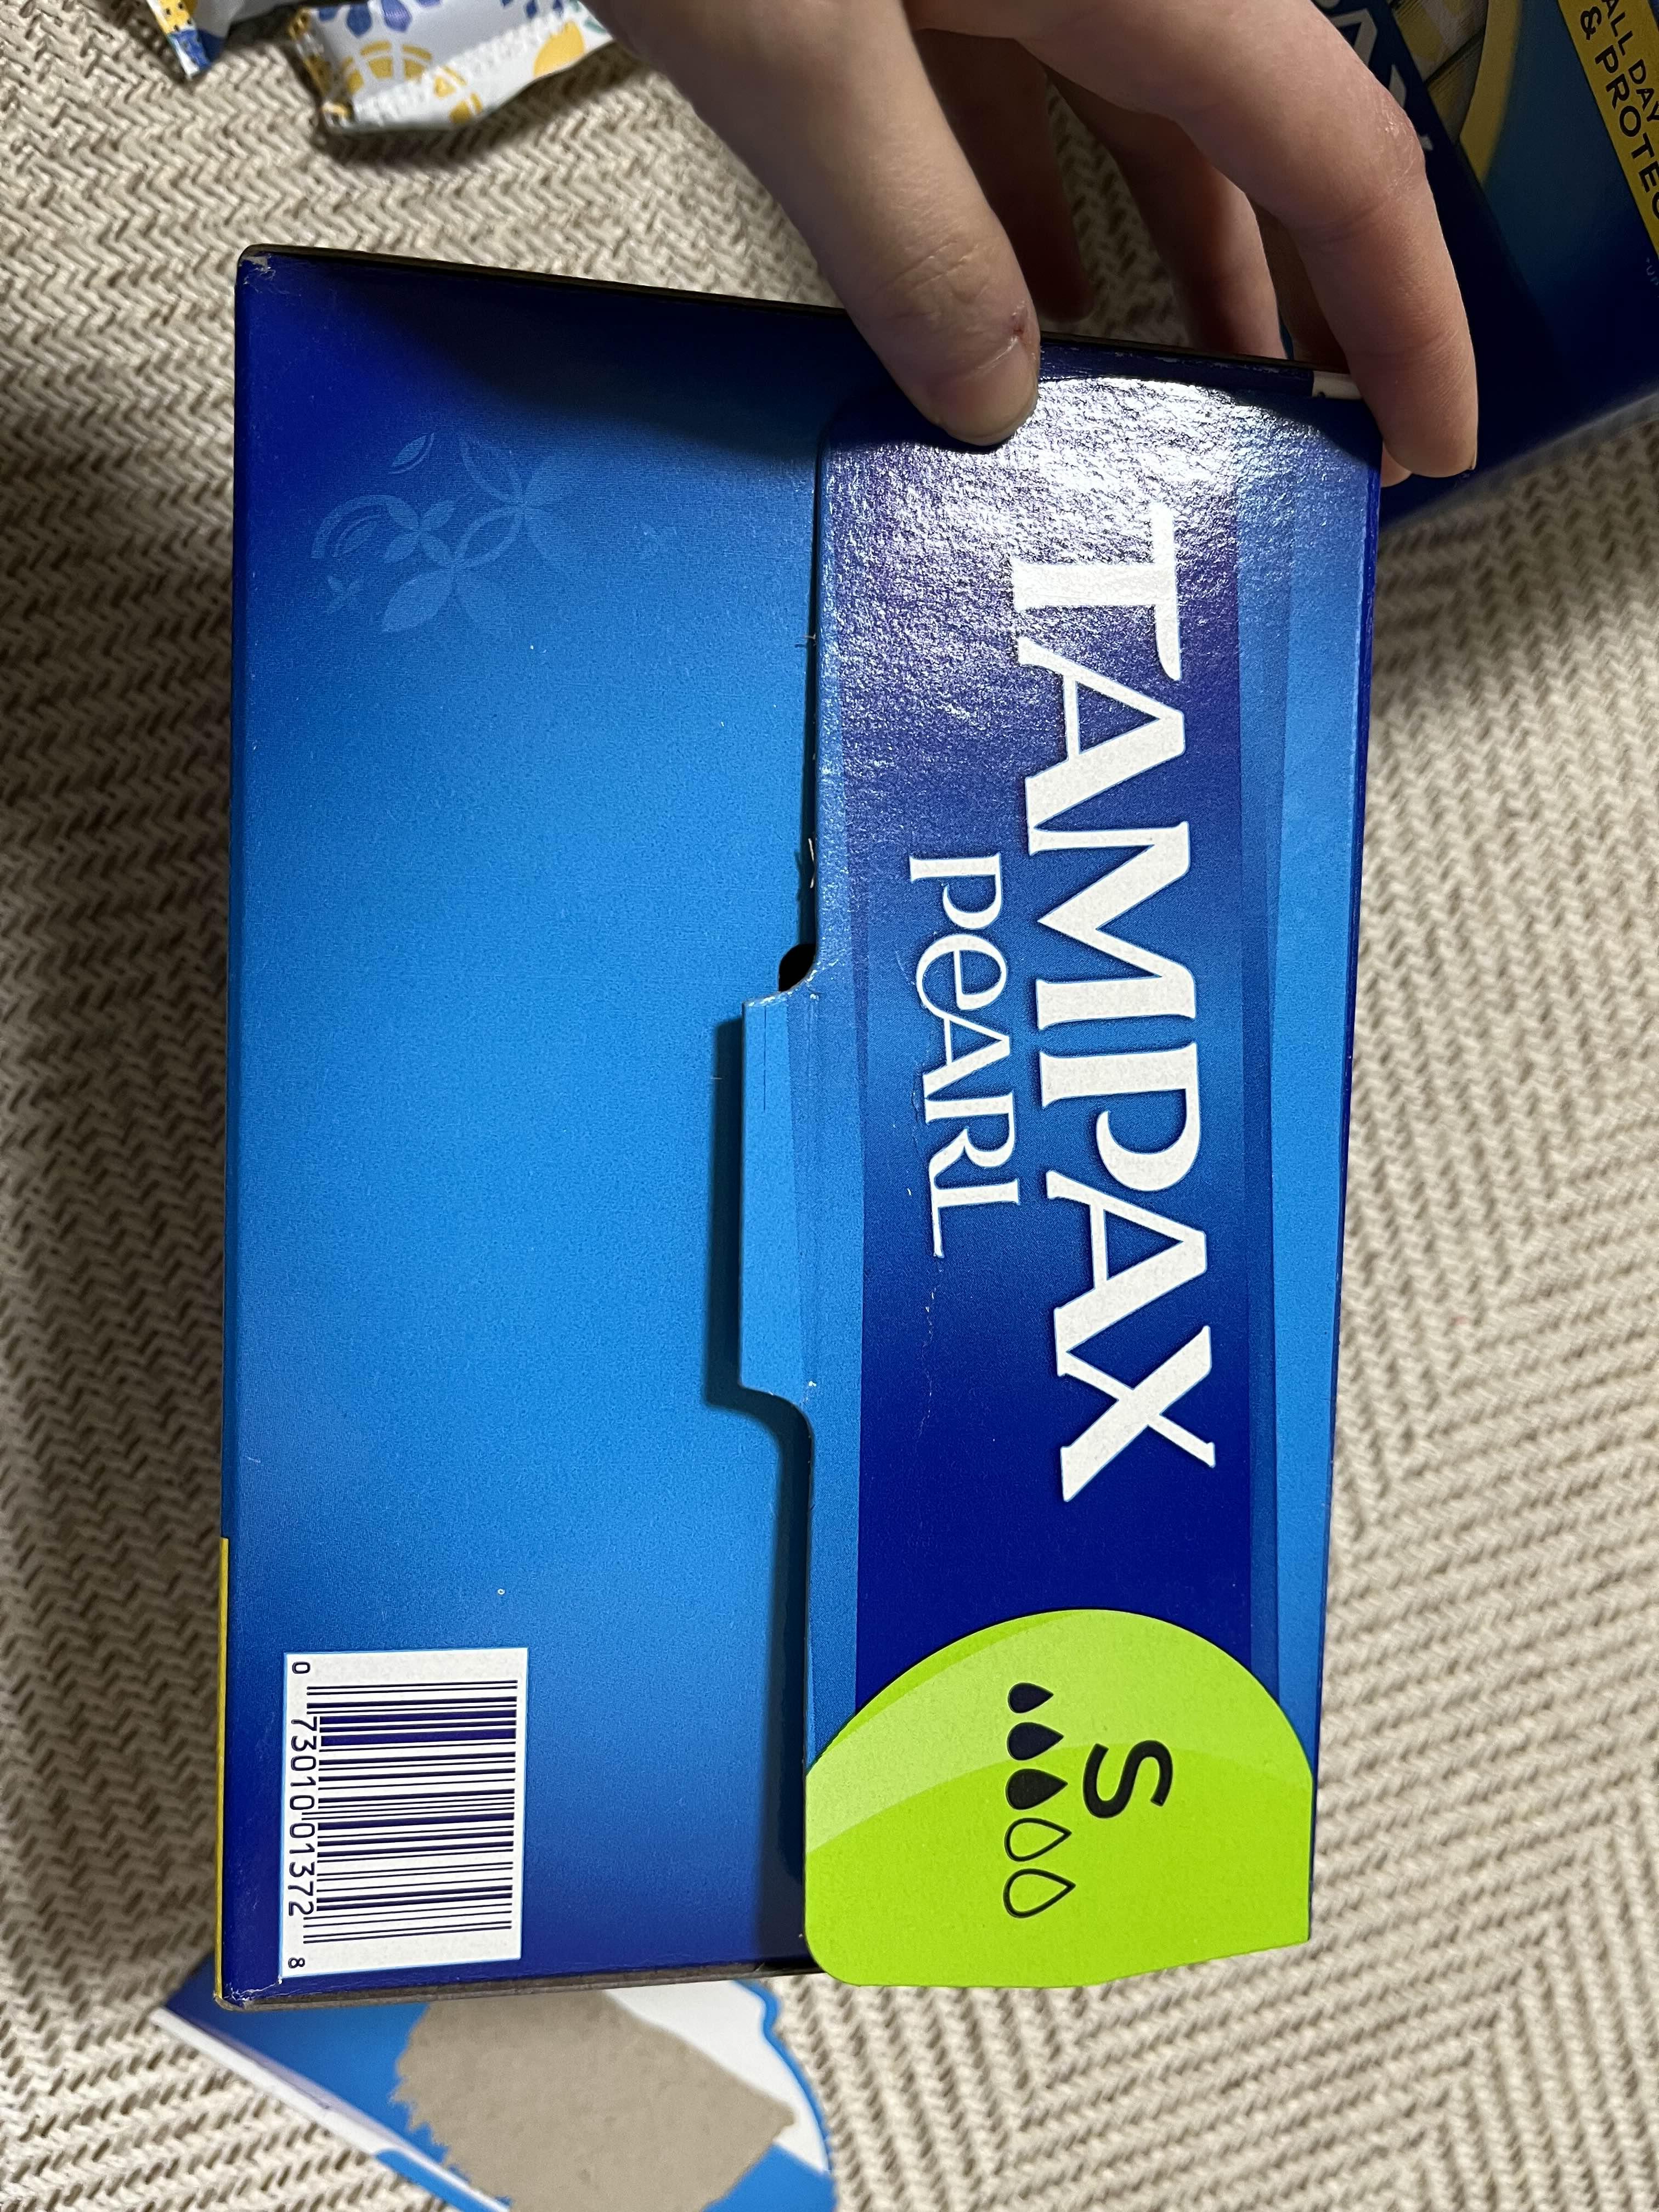 TAMPAX
PEARL
S
0 73010 01372 8
ALL DAY
& PROTEC